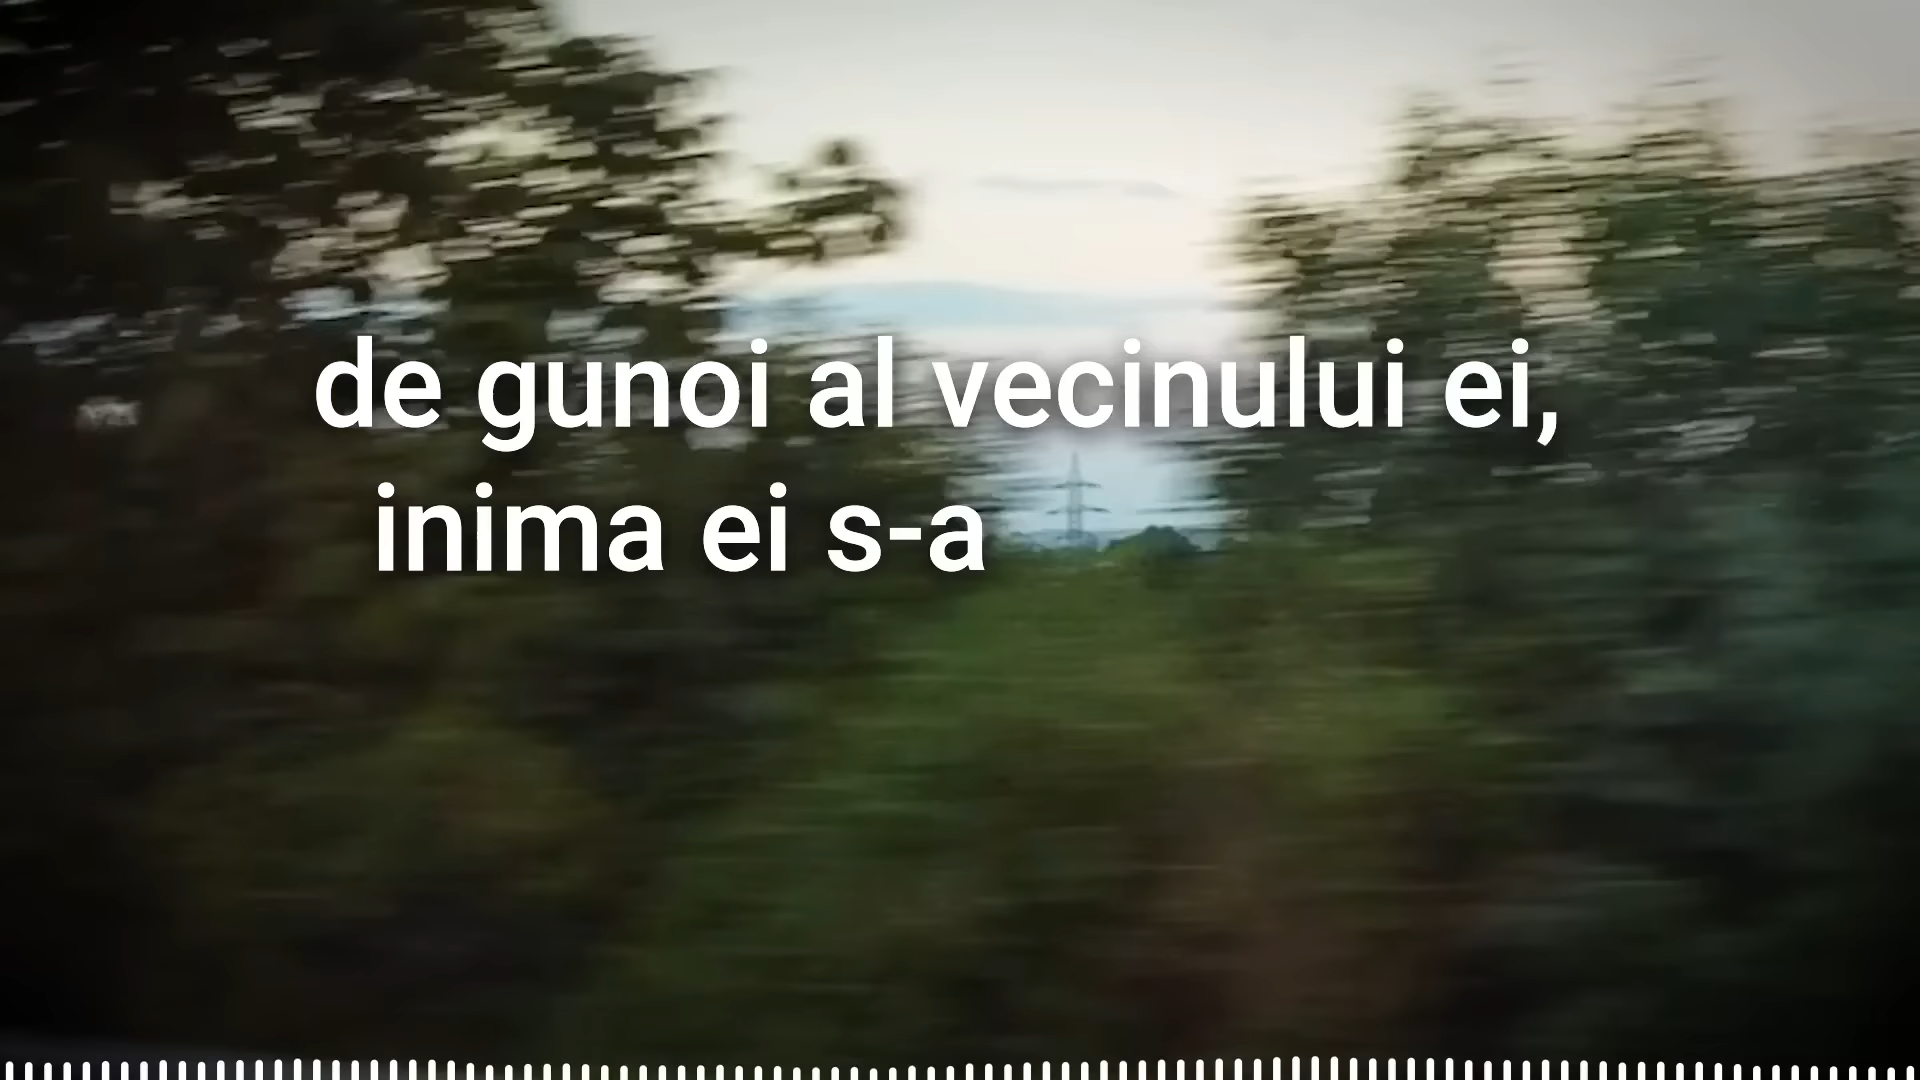 de gunoi al vecinului ei,
inima ei s-a